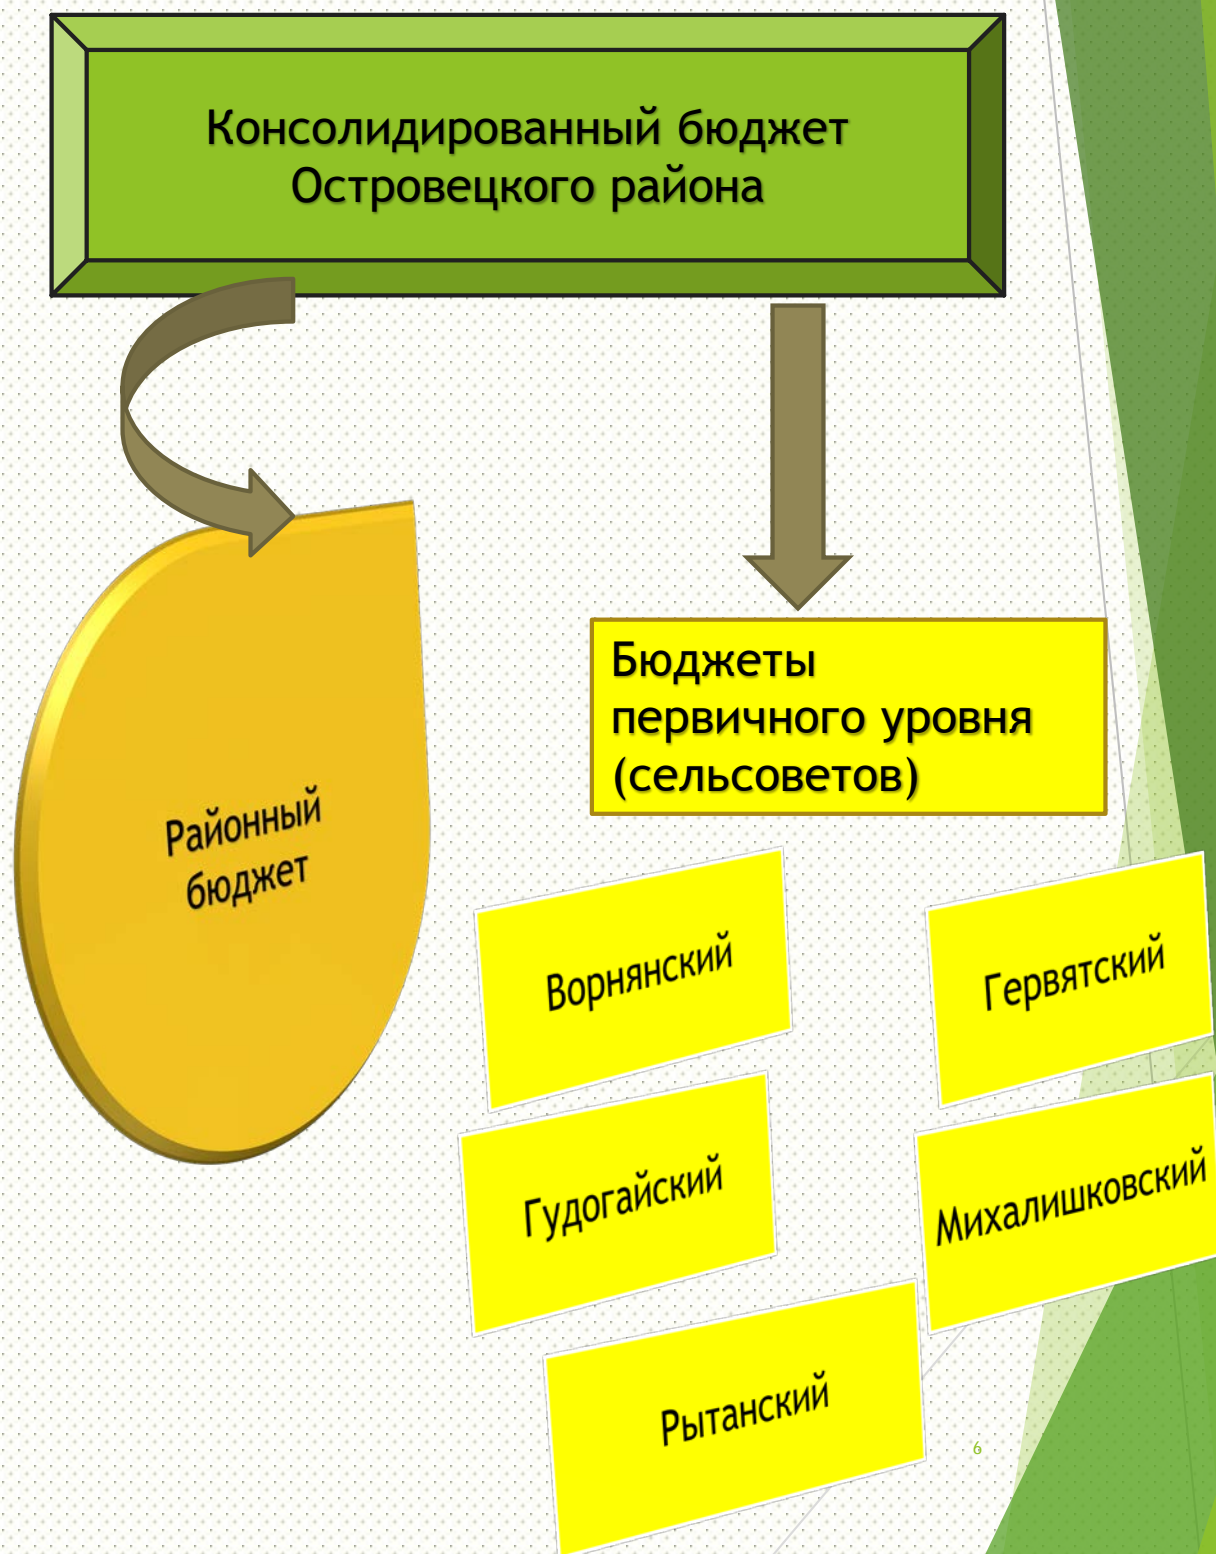 Консолидированный бюджет
Островецкого района
Районный
бюджет
Бюджеты
первичного уровня
(сельсоветов)
Ворнянский
Гервятский
Гудогайский
Михалишковский
Рытанский
6